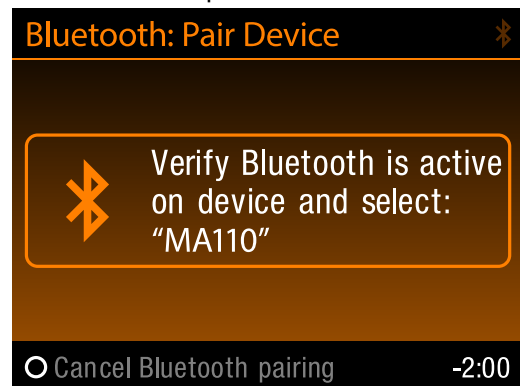 Bluetooth: Pair Device
Verify Bluetooth is active
on device and select:
“MA110”
Cancel Bluetooth pairing -2:00